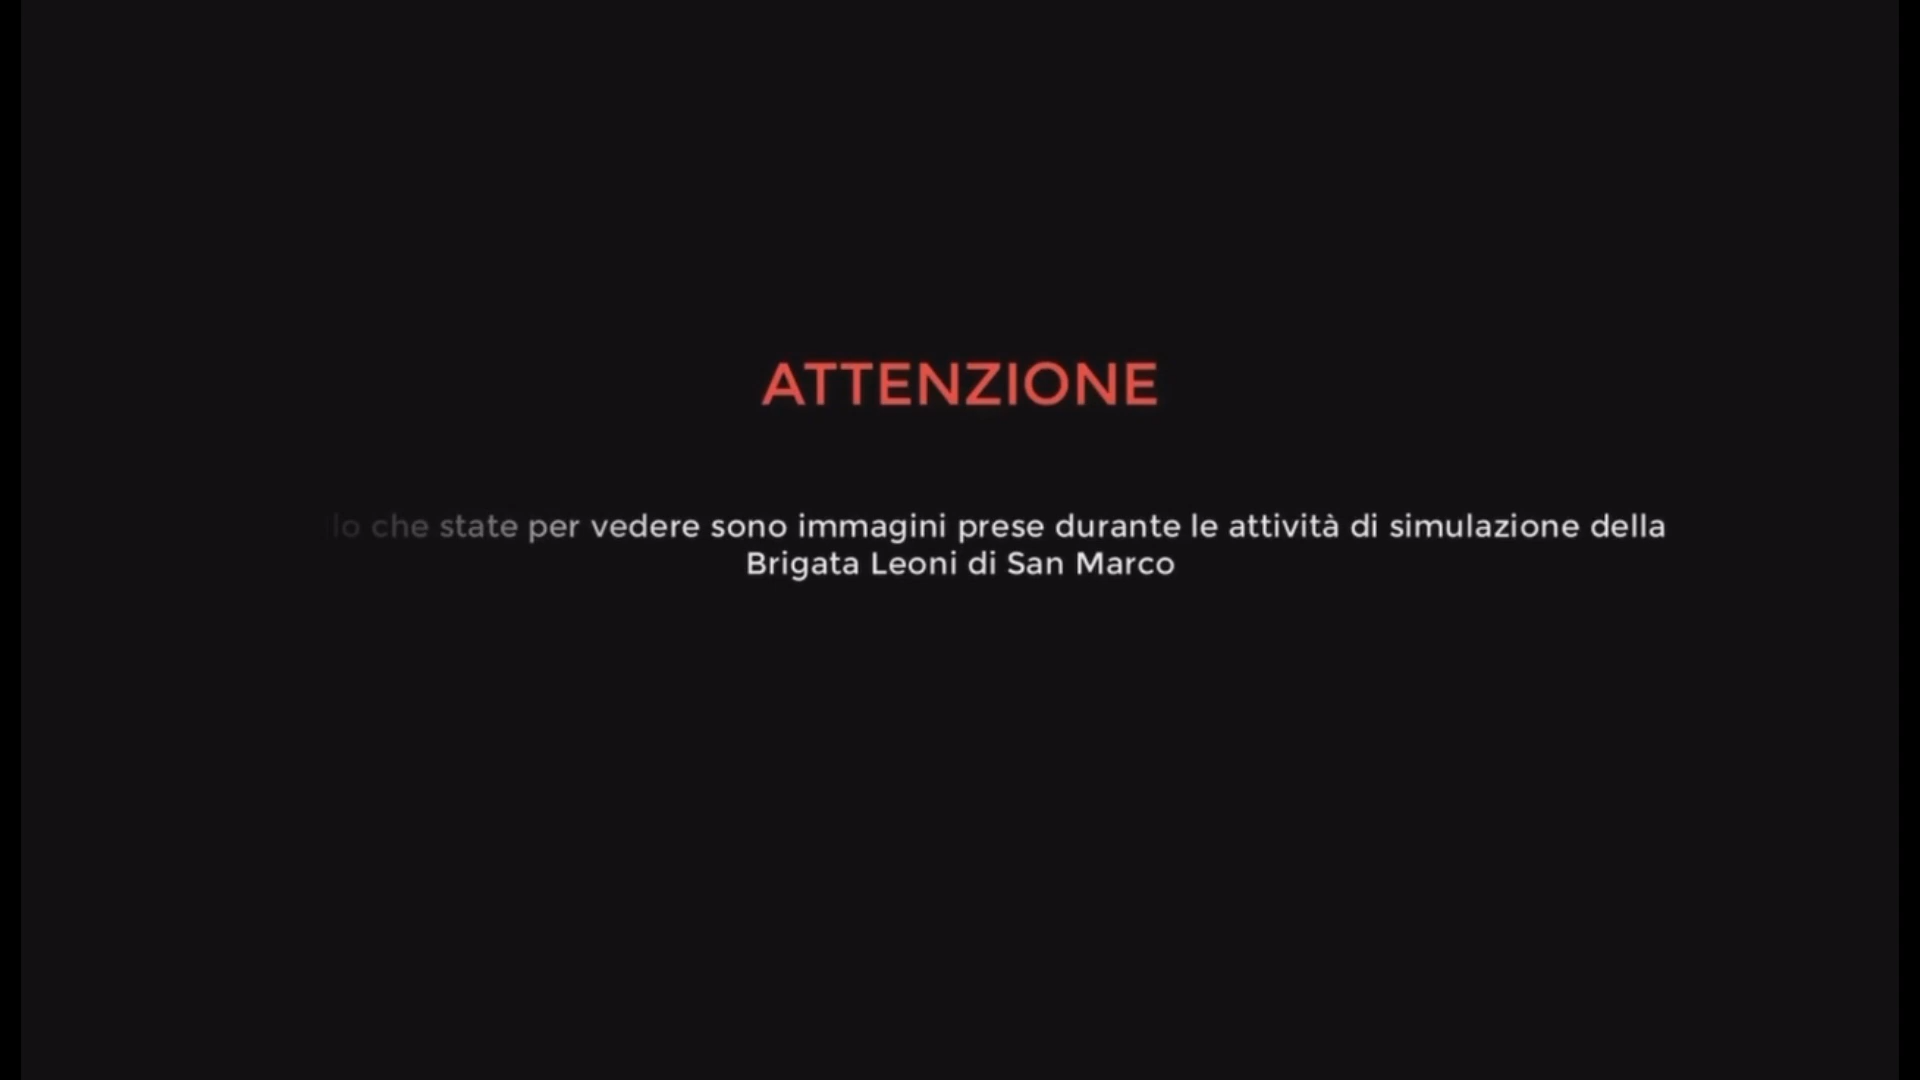 ATTENZIONE
lo che state per vedere sono immagini prese durante le attività di simulazione della
Brigata Leoni di San Marco